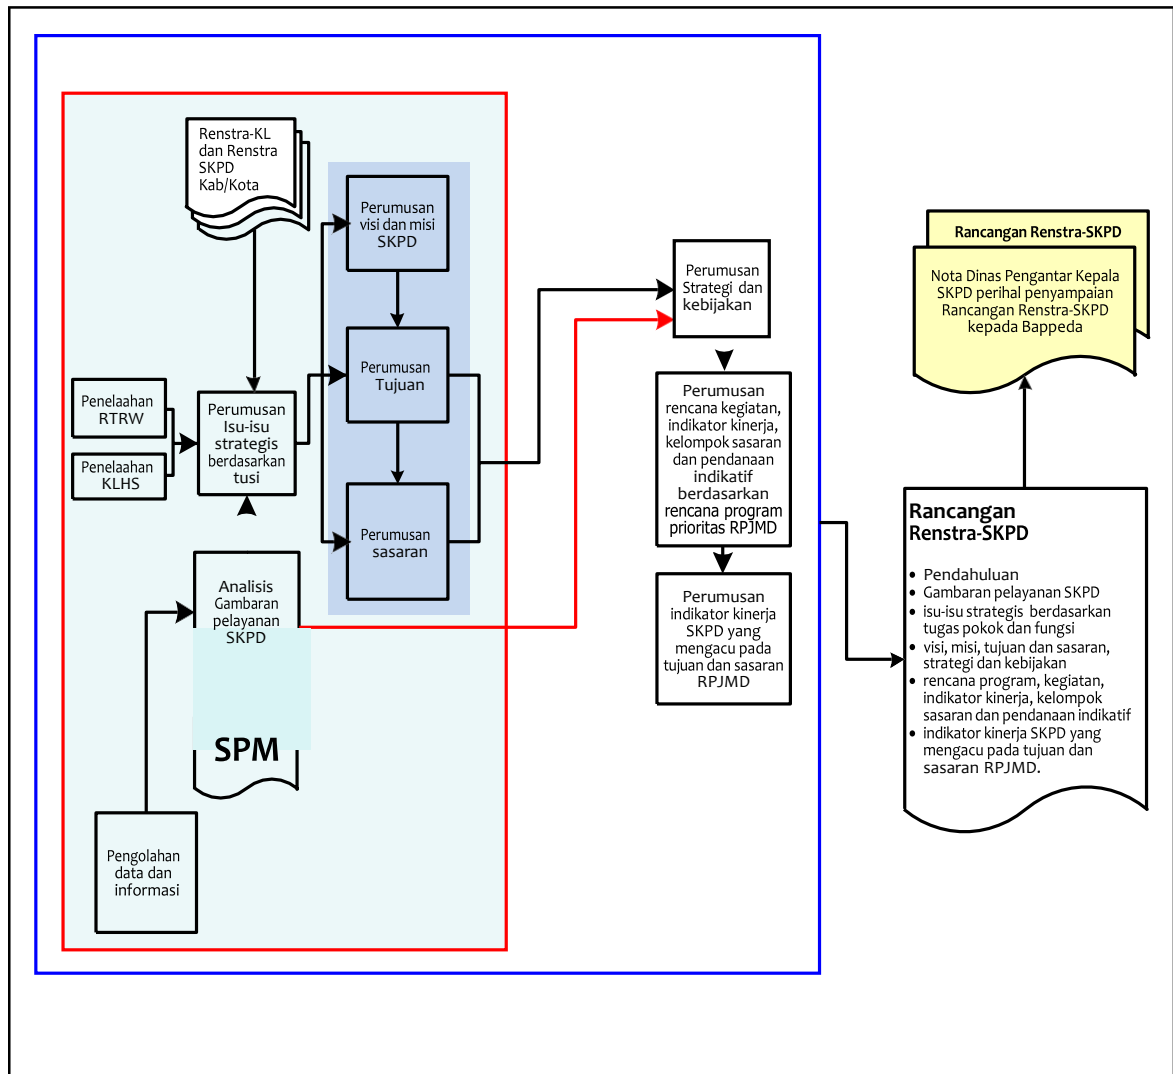 Renstra-KL
dan Renstra
SKPD
Kab/Kota
Perumusan
visi dan misi
SKPD
Rancangan Renstra-SKPD
Nota Dinas Pengantar Kepala
SKPD perihal penyampaian
Rancangan Renstra-SKPD
kepada Bappeda
Perumusan
Strategi dan
kebijakan
Perumusan
Tujuan
Penelaahan
RTRW
Penelaahan
KLHS
Perumusan
Isu-isu
strategis
berdasarkan
tusi
Perumusan
rencana kegiatan,
indikator kinerja,
kelompok sasaran
dan pendanaan
indikatif
berdasarkan
rencana program
prioritas RPJMD
Perumusan
sasaran
Analisis
Gambaran
pelayanan
SKPD
SPM
Perumusan
indikator kinerja
SKPD yang
mengacu pada
tujuan dan sasaran
RPJMD
Pengolahan
data dan
informasi
Rancangan
Renstra-SKPD
• Pendahuluan
• Gambaran pelayanan SKPD
• isu-isu strategis berdasarkan
tugas pokok dan fungsi
• visi, misi, tujuan dan sasaran,
strategi dan kebijakan
• rencana program, kegiatan,
indikator kinerja, kelompok
sasaran dan pendanaan indikatif
• indikator kinerja SKPD yang
mengacu pada tujuan dan
sasaran RPJMD.